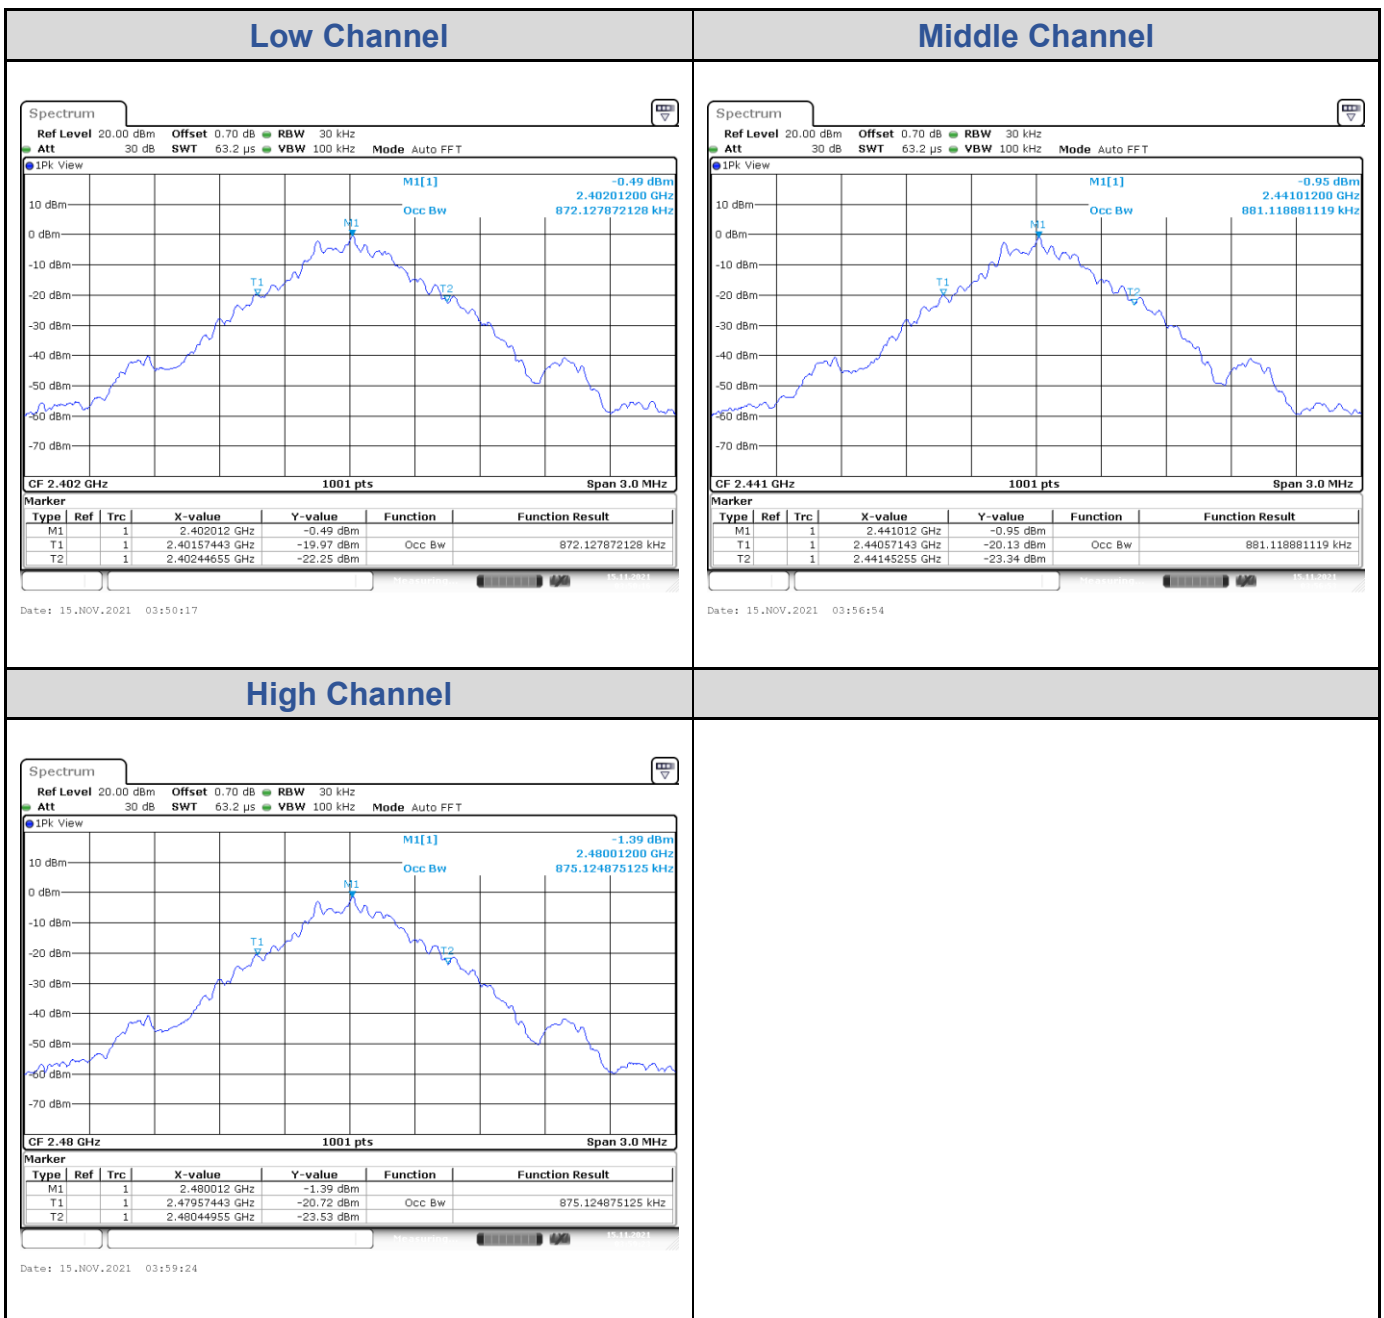 Low Channel
Spectrum
Ref Level 20.00 dBm Offset 0.70 dB RBW 30 kHz
Att 30 dB SWT 63.2 µs VBW 100 kHz Mode Auto FFT
1Pk View
M1[1] -0.49 dBm
2.40201200 GHz
Occ Bw 872.127872128 kHz
10 dBm
M1
0 dBm
-10 dBm
T1
T2
-20 dBm
-30 dBm
-40 dBm
-50 dBm
-60 dBm
-70 dBm
CF 2.402 GHz 1001 pts Span 3.0 MHz
Marker
Type Ref Trc X-value Y-value Function Function Result
M1 1 2.402012 GHz -0.49 dBm
T1 1 2.40157443 GHz -19.97 dBm Occ Bw 872.127872128 kHz
T2 1 2.40244655 GHz -22.25 dBm
Measuring 15.11.2021
Date: 15.NOV.2021 03:50:17
Middle Channel
Spectrum
Ref Level 20.00 dBm Offset 0.70 dB RBW 30 kHz
Att 30 dB SWT 63.2 µs VBW 100 kHz Mode Auto FFT
1Pk View
M1[1] -0.95 dBm
2.44101200 GHz
Occ Bw 881.118881119 kHz
10 dBm
M1
0 dBm
-10 dBm
T1
T2
-20 dBm
-30 dBm
-40 dBm
-50 dBm
-60 dBm
-70 dBm
CF 2.441 GHz 1001 pts Span 3.0 MHz
Marker
Type Ref Trc X-value Y-value Function Function Result
M1 1 2.441012 GHz -0.95 dBm
T1 1 2.44057143 GHz -20.13 dBm Occ Bw 881.118881119 kHz
T2 1 2.44145255 GHz -23.34 dBm
Measuring 15.11.2021
Date: 15.NOV.2021 03:56:54
High Channel
Spectrum
Ref Level 20.00 dBm Offset 0.70 dB RBW 30 kHz
Att 30 dB SWT 63.2 µs VBW 100 kHz Mode Auto FFT
1Pk View
M1[1] -1.39 dBm
2.48001200 GHz
Occ Bw 875.124875125 kHz
10 dBm
M1
0 dBm
-10 dBm
T1
T2
-20 dBm
-30 dBm
-40 dBm
-50 dBm
-60 dBm
-70 dBm
CF 2.48 GHz 1001 pts Span 3.0 MHz
Marker
Type Ref Trc X-value Y-value Function Function Result
M1 1 2.480012 GHz -1.39 dBm
T1 1 2.47957443 GHz -20.72 dBm Occ Bw 875.124875125 kHz
T2 1 2.48044955 GHz -23.53 dBm
Measuring 15.11.2021
Date: 15.NOV.2021 03:59:24